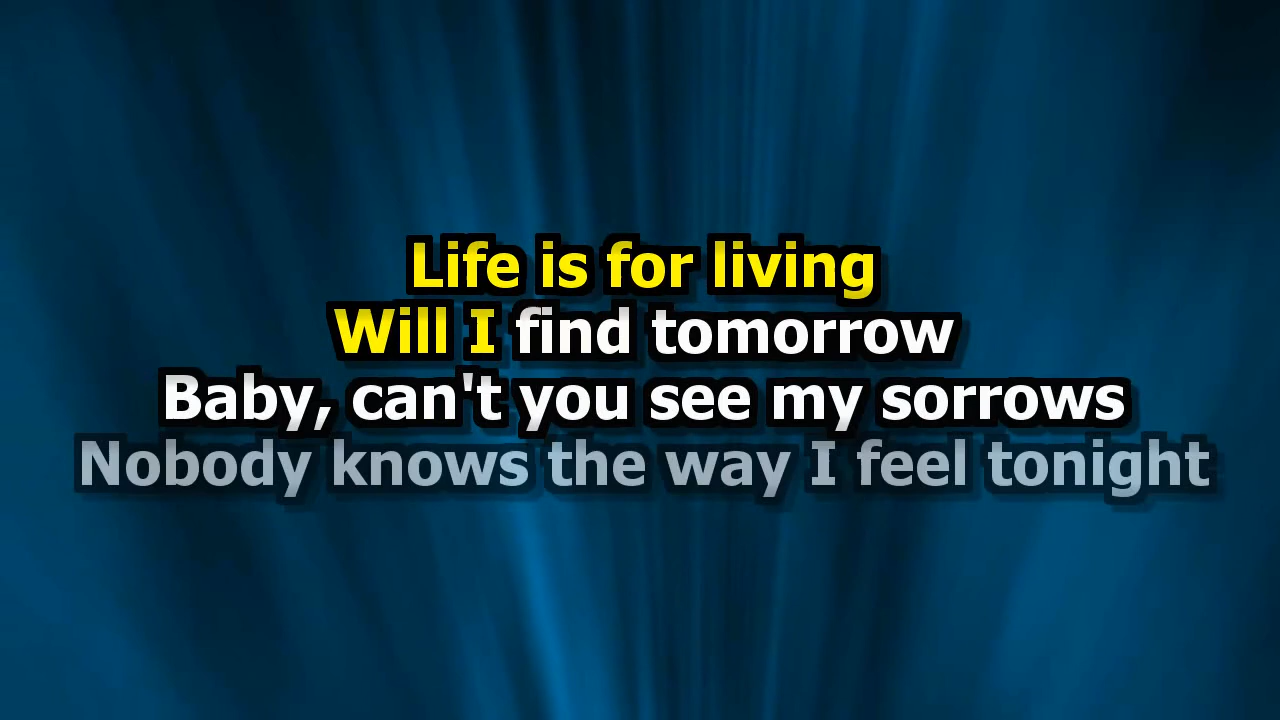 Life is for living
Will I find tomorrow
Baby, can't you see my sorrows
Nobody knows the way I feel tonight